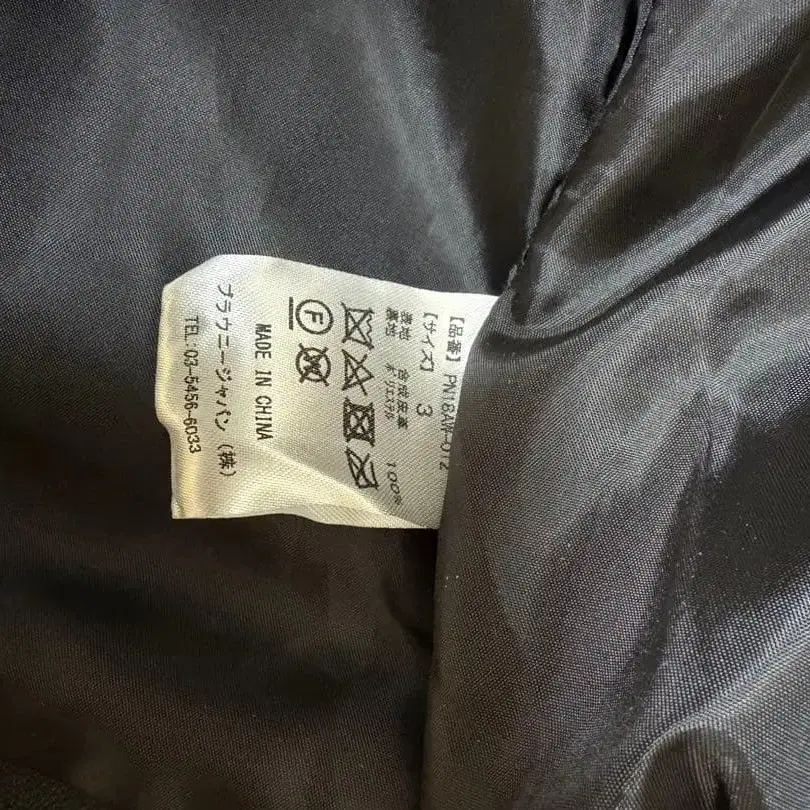 【品番】 PN18AW-072
【サイズ】 3
表地 合成皮革
裏地 ポリエステル 100%
F
MADE IN CHINA
ブラウニージャパン(株)
TEL:03-5456-6033